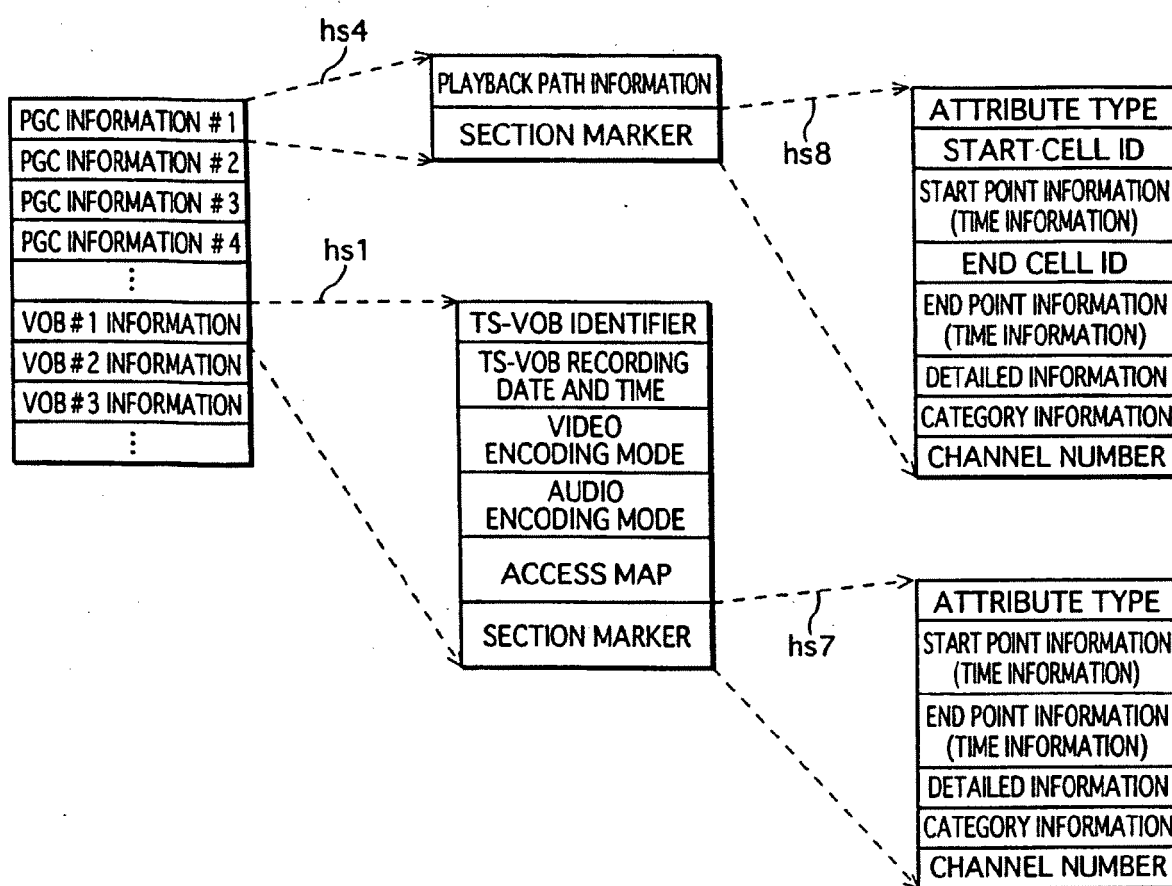 hs4
PGC INFORMATION #1
PGC INFORMATION #2
PGC INFORMATION #3
PGC INFORMATION #4
⋮
VOB #1 INFORMATION
VOB #2 INFORMATION
VOB #3 INFORMATION
⋮
PLAYBACK PATH INFORMATION
SECTION MARKER
hs8
hs1
TS-VOB IDENTIFIER
TS-VOB RECORDING
DATE AND TIME
VIDEO
ENCODING MODE
AUDIO
ENCODING MODE
ACCESS MAP
SECTION MARKER
hs7
ATTRIBUTE TYPE
START CELL ID
START POINT INFORMATION
(TIME INFORMATION)
END CELL ID
END POINT INFORMATION
(TIME INFORMATION)
DETAILED INFORMATION
CATEGORY INFORMATION
CHANNEL NUMBER
ATTRIBUTE TYPE
START POINT INFORMATION
(TIME INFORMATION)
END POINT INFORMATION
(TIME INFORMATION)
DETAILED INFORMATION
CATEGORY INFORMATION
CHANNEL NUMBER